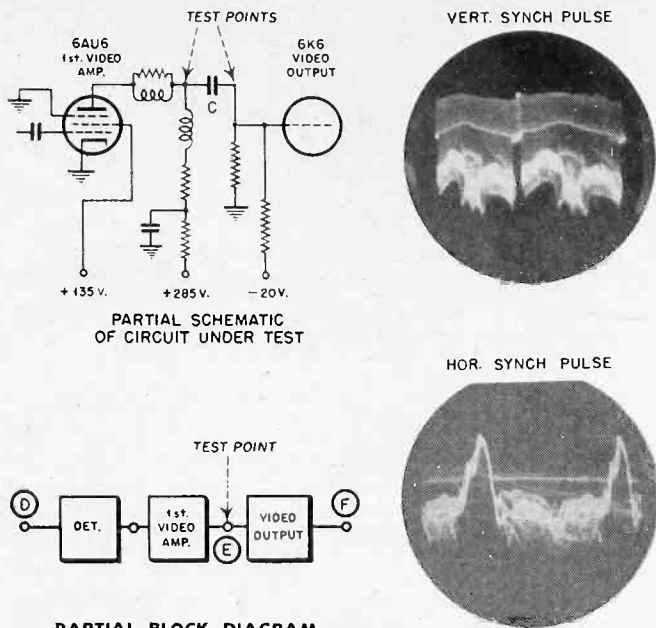 TEST POINTS
VERT. SYNCH PULSE
6AU6
1st. VIDEO
AMP.
6K6
VIDEO
OUTPUT
C
+135 V.
+285 V.
-20V.
PARTIAL SCHEMATIC
OF CIRCUIT UNDER TEST
HOR. SYNCH PULSE
TEST POINT
D
DET.
1st.
VIDEO
AMP.
E
VIDEO
OUTPUT
F
PARTIAL BLOCK DIAGRAM